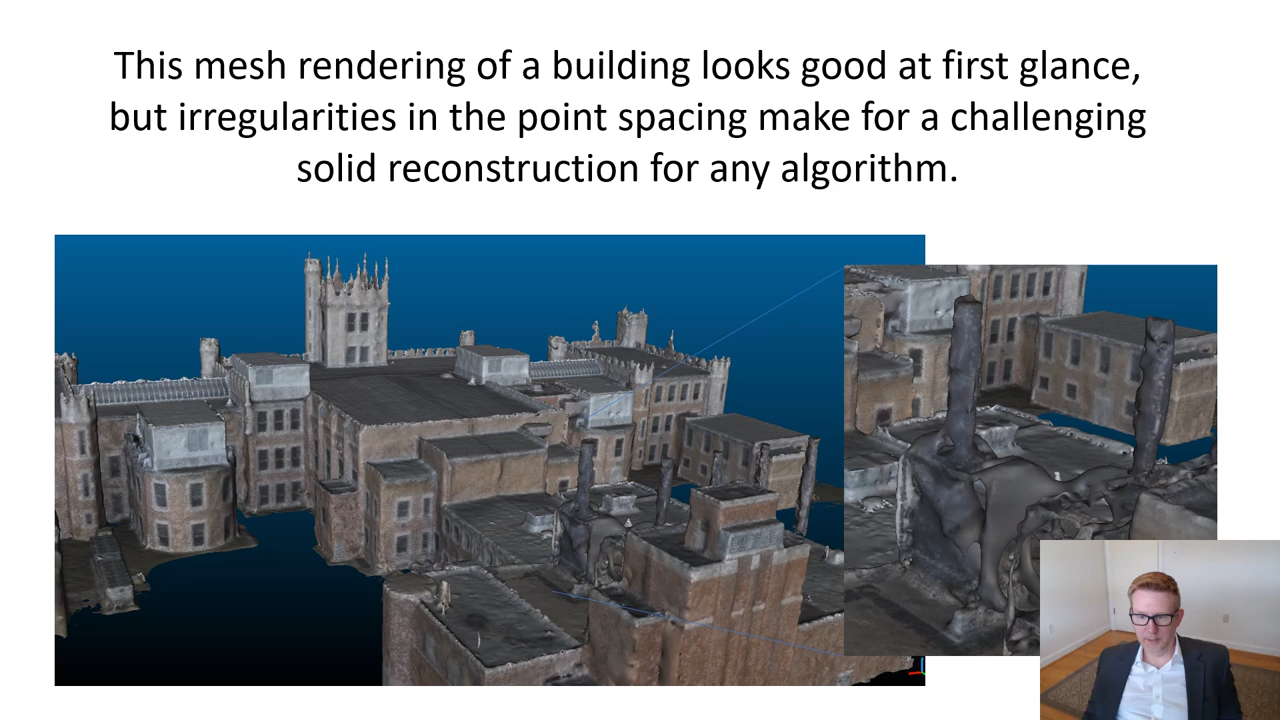 This mesh rendering of a building looks good at first glance,
but irregularities in the point spacing make for a challenging
solid reconstruction for any algorithm.